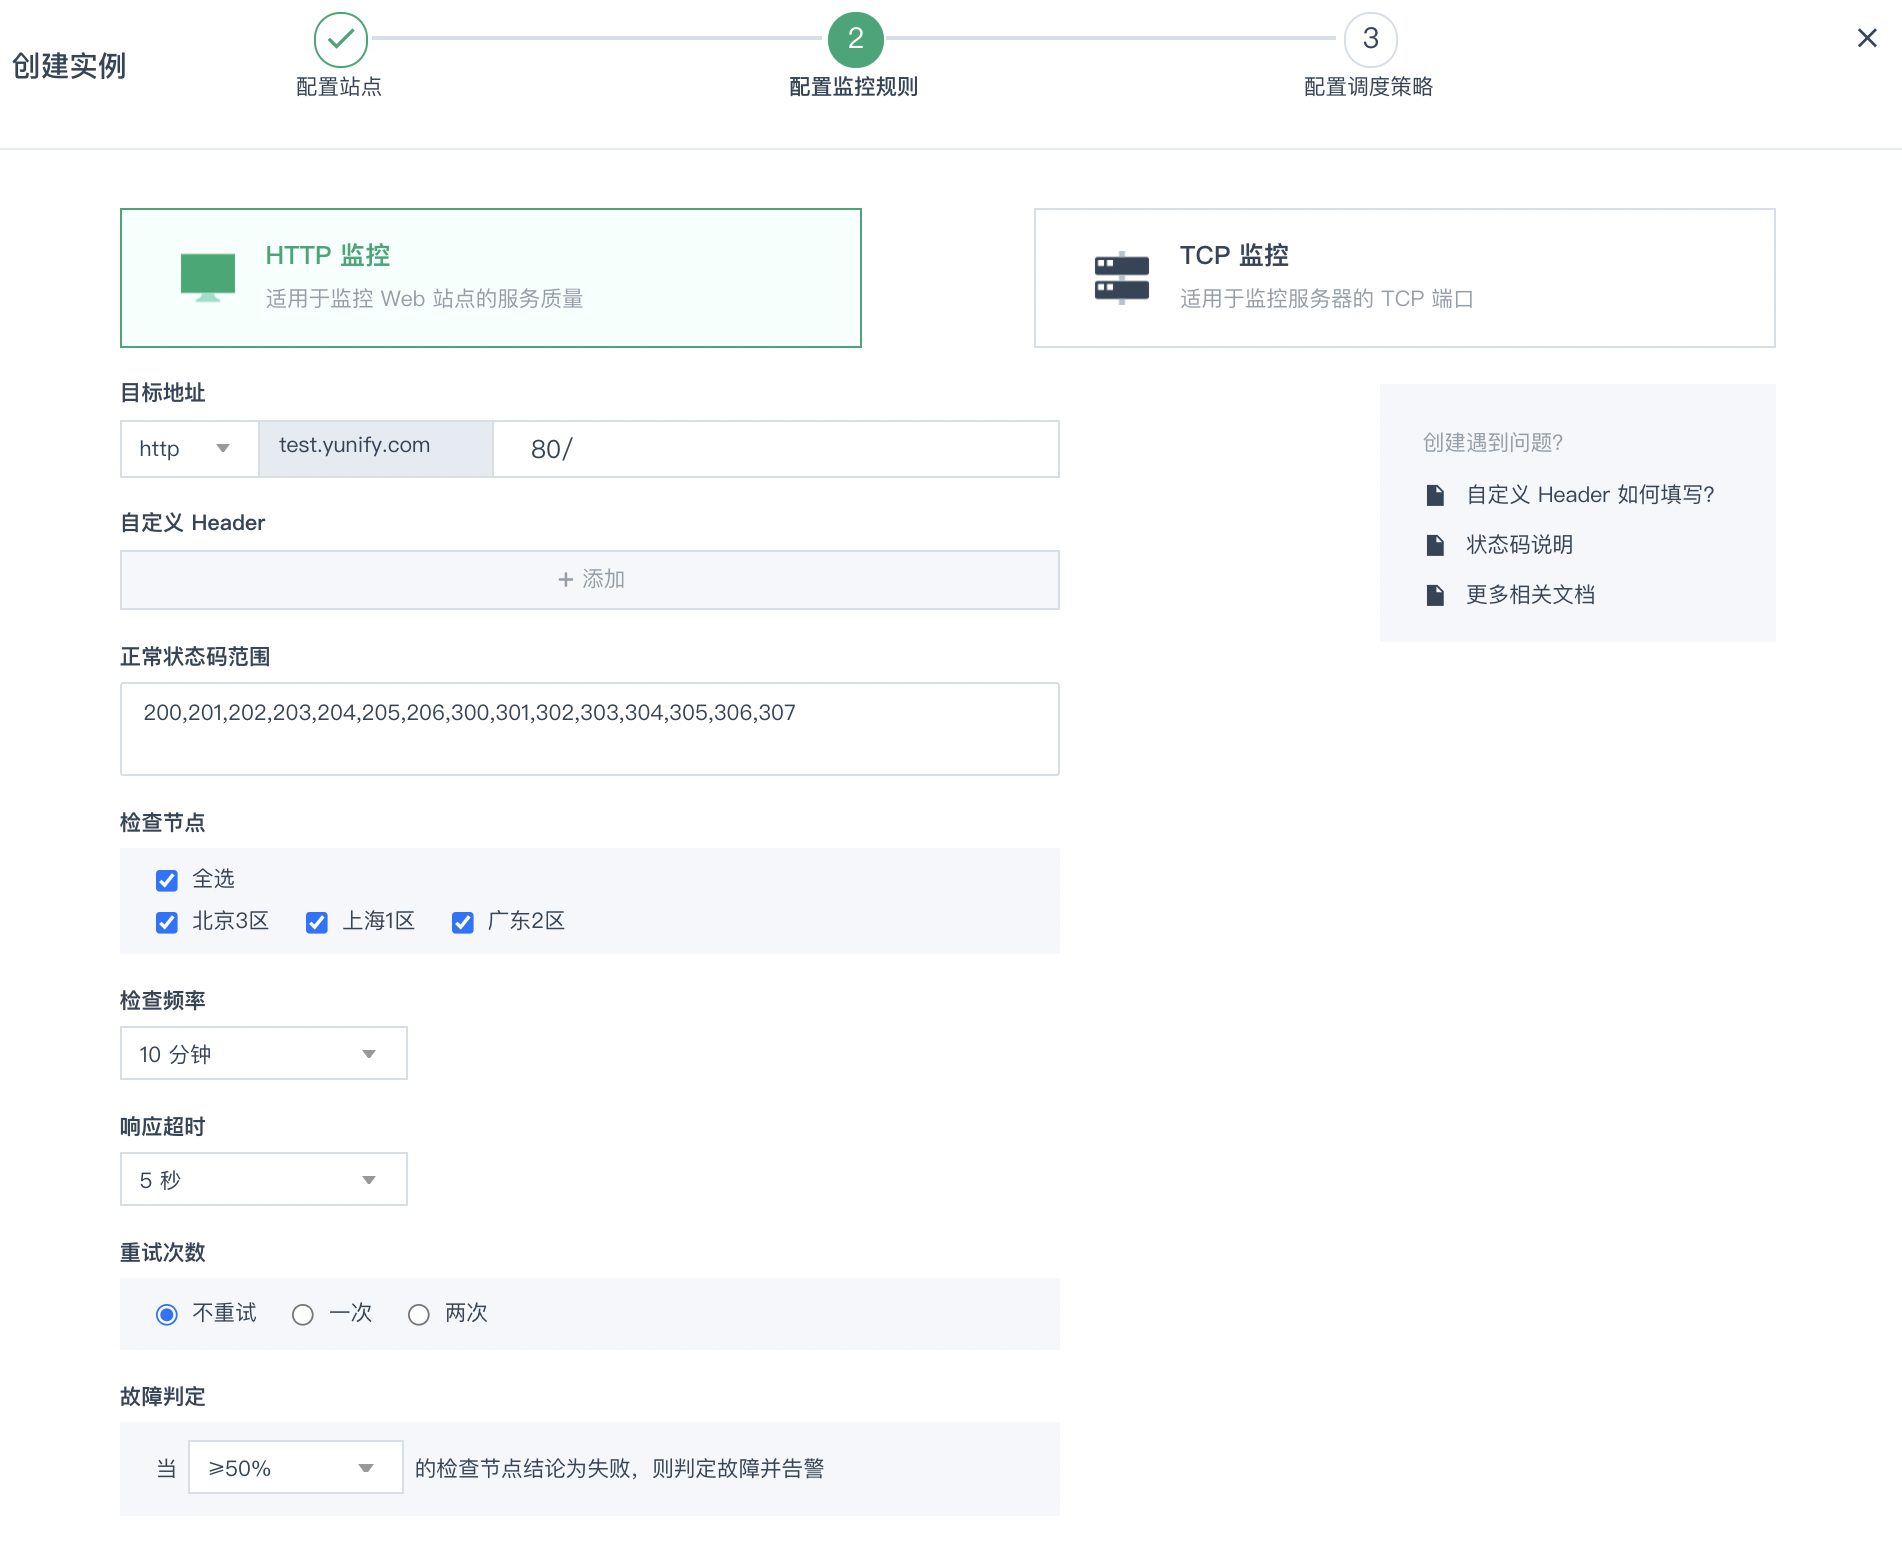 创建实例
2
3
配置站点
配置监控规则
配置调度策略
HTTP 监控
适用于监控 Web 站点的服务质量
TCP 监控
适用于监控服务器的 TCP 端口
目标地址
http
test.yunify.com
80/
自定义 Header
+ 添加
正常状态码范围
200,201,202,203,204,205,206,300,301,302,303,304,305,306,307
检查节点
全选
北京3区 上海1区 广东2区
检查频率
10 分钟
响应超时
5 秒
重试次数
不重试 一次 两次
故障判定
当 ≥50% 的检查节点结论为失败，则判定故障并告警
创建遇到问题?
自定义 Header 如何填写?
状态码说明
更多相关文档